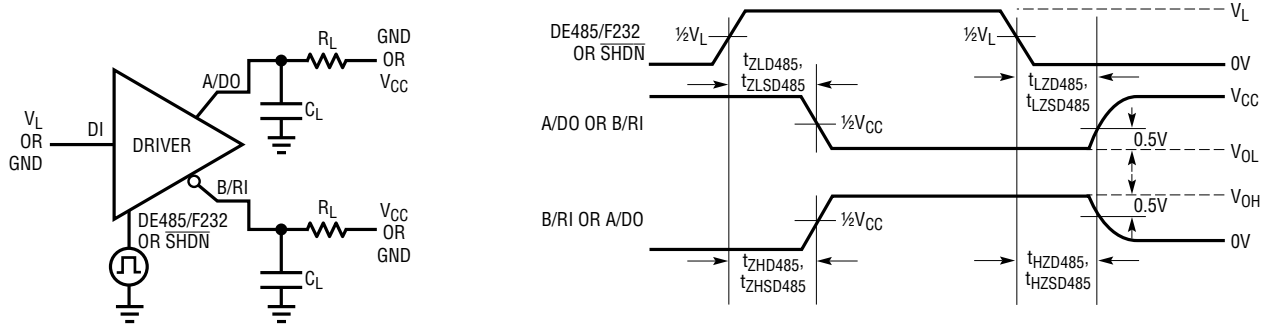 V_L
OR
GND
DI
DRIVER
A/DO
R_L
GND
OR
V_CC
C_L
B/RI
R_L
V_CC
OR
GND
C_L
DE485/F232
OR S̅H̅D̅N̅
DE485/F232
OR S̅H̅D̅N̅
½V_L
½V_L
V_L
0V
t_ZLD485,
t_ZLSD485
t_LZD485,
t_LZSD485
A/DO OR B/RI
½V_CC
V_CC
0.5V
V_OL
B/RI OR A/DO
½V_CC
V_OH
0.5V
0V
t_ZHD485,
t_ZHSD485
t_HZD485,
t_HZSD485